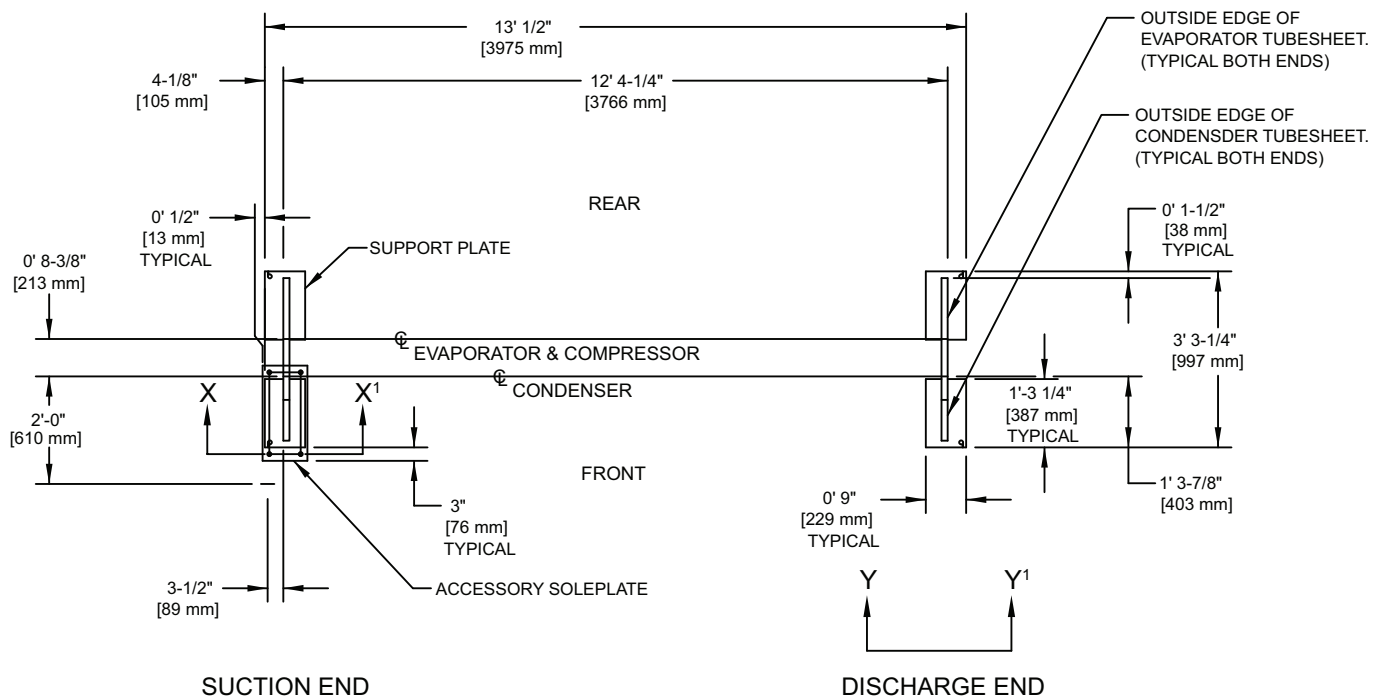 13' 1/2"
[3975 mm]
OUTSIDE EDGE OF
EVAPORATOR TUBESHEET.
(TYPICAL BOTH ENDS)
4-1/8"
[105 mm]
12' 4-1/4"
[3766 mm]
OUTSIDE EDGE OF
CONDENSDER TUBESHEET.
(TYPICAL BOTH ENDS)
REAR
0' 1/2"
[13 mm]
TYPICAL
0' 1-1/2"
[38 mm]
TYPICAL
SUPPORT PLATE
0' 8-3/8"
[213 mm]
℄ EVAPORATOR & COMPRESSOR
3' 3-1/4"
[997 mm]
℄ CONDENSER
X X¹
1'-3 1/4"
[387 mm]
TYPICAL
2'-0"
[610 mm]
FRONT
3"
[76 mm]
TYPICAL
0' 9"
[229 mm]
TYPICAL
1' 3-7/8"
[403 mm]
3-1/2"
[89 mm]
ACCESSORY SOLEPLATE
Y Y¹
SUCTION END
DISCHARGE END